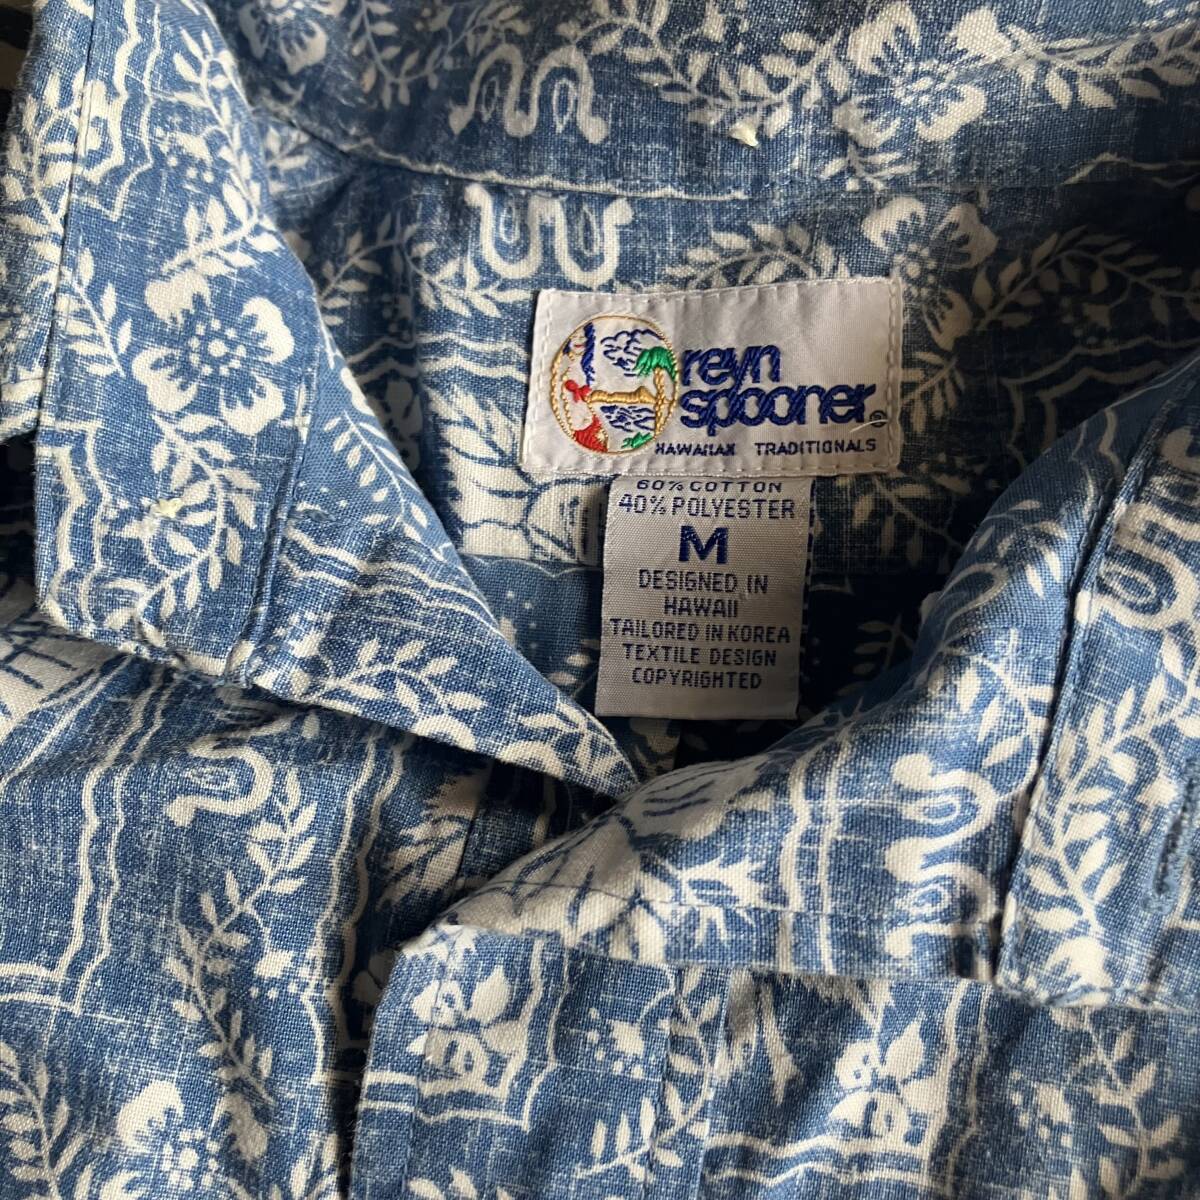 reyn
spooner®
HAWAIIAN TRADITIONALS
60% COTTON
40% POLYESTER
M
DESIGNED IN
HAWAII
TAILORED IN KOREA
TEXTILE DESIGN
COPYRIGHTED